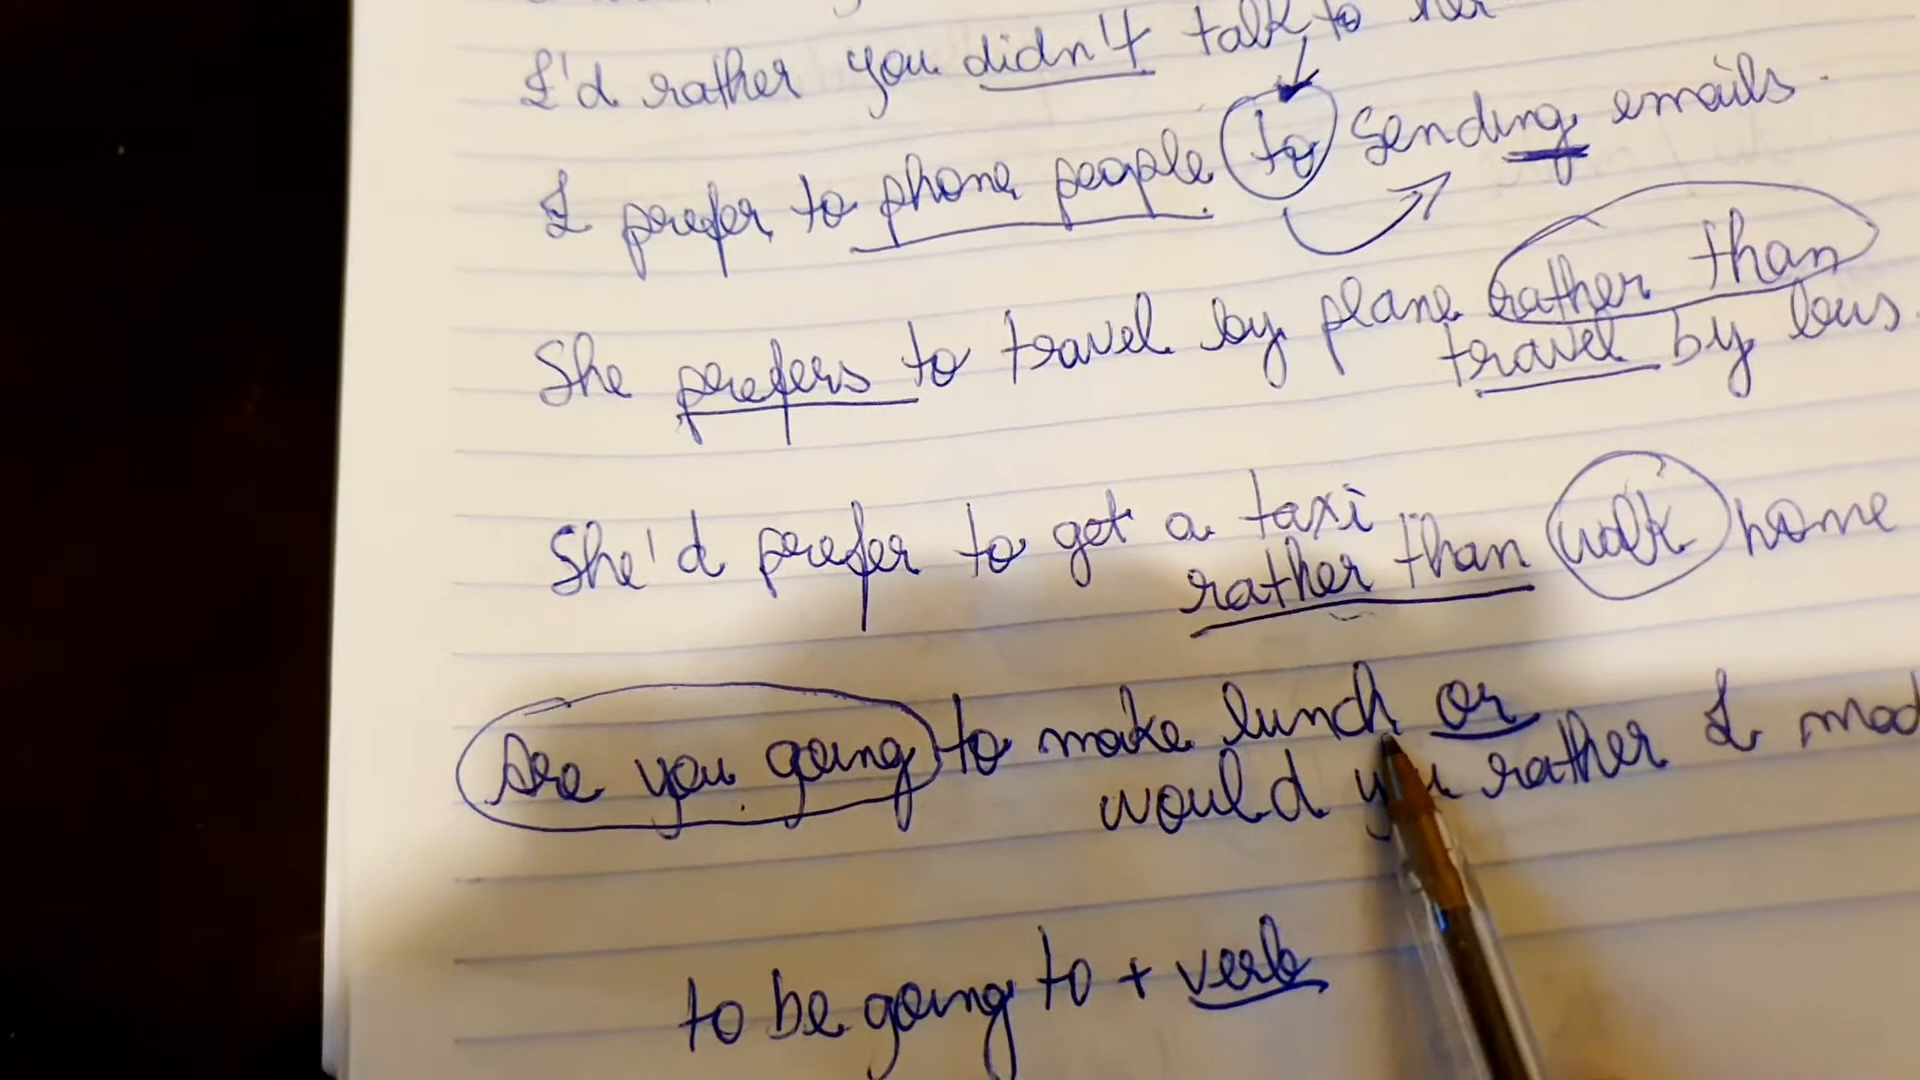 I'd rather you didn't talk to her
I prefer to phone people to sending emails.
She prefers to travel by plane rather than
travel by bus.
She'd prefer to get a taxi
rather than walk home
Are you going to make lunch or
would you rather I mad
to be going to + verb